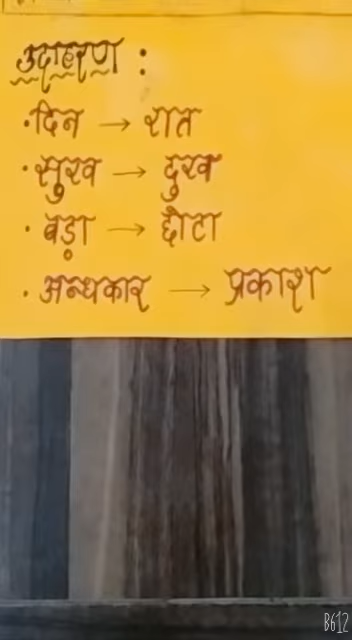 उदाहरण :
· दिन → रात
· सुख → दुख
· बड़ा → छोटा
· अन्धकार → प्रकाश
B612